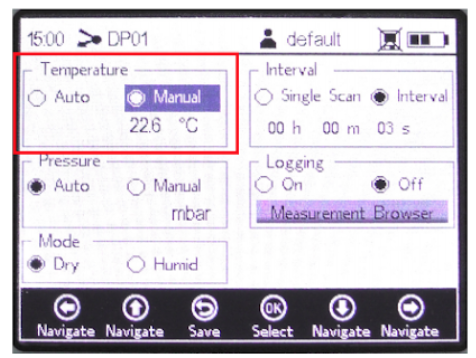 15:00 DP01 default
Temperature
Auto Manual
22.6 °C
Interval
Single Scan Interval
00 h 00 m 03 s
Pressure
Auto Manual
mbar
Logging
On Off
Measurement Browser
Mode
Dry Humid
OK
Navigate Navigate Save Select Navigate Navigate